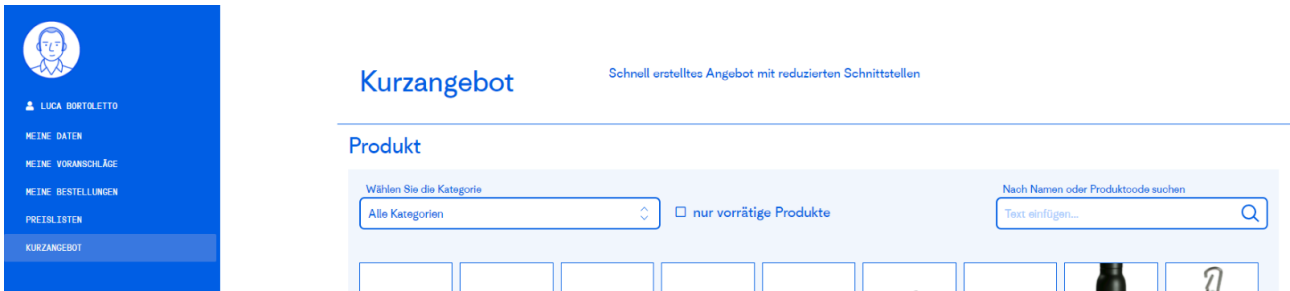 LUCA BORTOLETTO
MEINE DATEN
MEINE VORANSCHLÄGE
MEINE BESTELLUNGEN
PREISLISTEN
KURZANGEBOT
Kurzangebot
Schnell erstelltes Angebot mit reduzierten Schnittstellen
Produkt
Wählen Sie die Kategorie
Alle Kategorien
nur vorrätige Produkte
Nach Namen oder Produktcode suchen
Text einfügen...